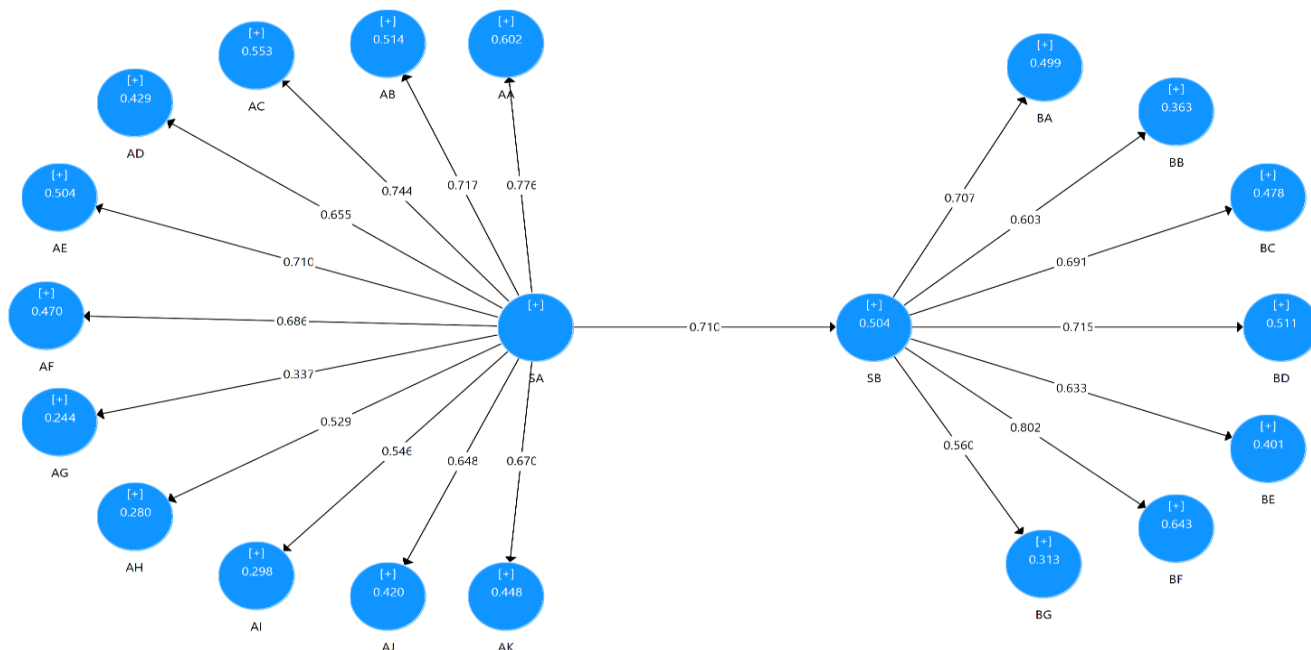 [+]
0.602
AA
[+]
0.514
AB
[+]
0.553
AC
[+]
0.429
AD
[+]
0.504
AE
[+]
0.470
AF
[+]
0.244
AG
[+]
0.280
AH
[+]
0.298
AI
[+]
0.420
AJ
[+]
0.448
AK
0.776
0.717
0.744
0.655
0.710
0.686
0.337
0.529
0.546
0.648
0.670
[+]
SA
0.710
[+]
0.504
SB
0.707
0.603
0.691
0.715
0.633
0.802
0.560
[+]
0.499
BA
[+]
0.363
BB
[+]
0.478
BC
[+]
0.511
BD
[+]
0.401
BE
[+]
0.643
BF
[+]
0.313
BG